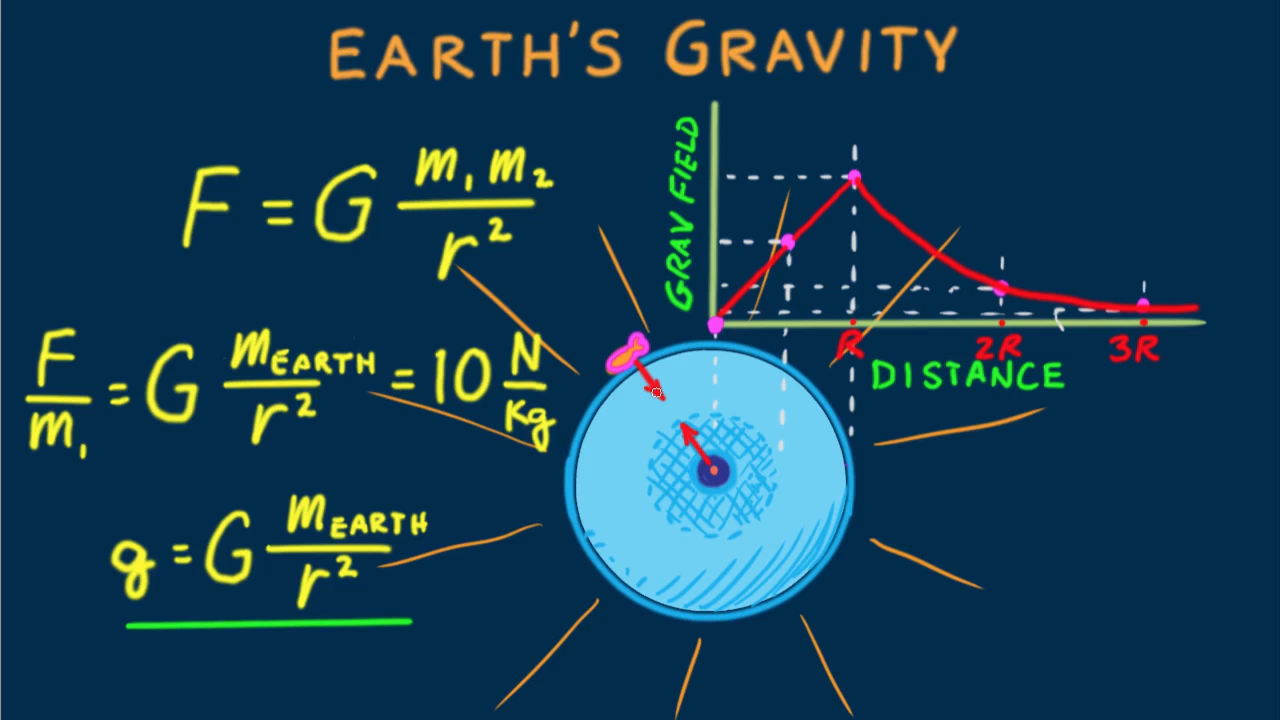 EARTH'S GRAVITY
F = G m₁ m₂ / r²
F / m₁ = G mEARTH / r² = 10 N / Kg
g = G mEARTH / r²
GRAV FIELD
R 2R 3R
DISTANCE